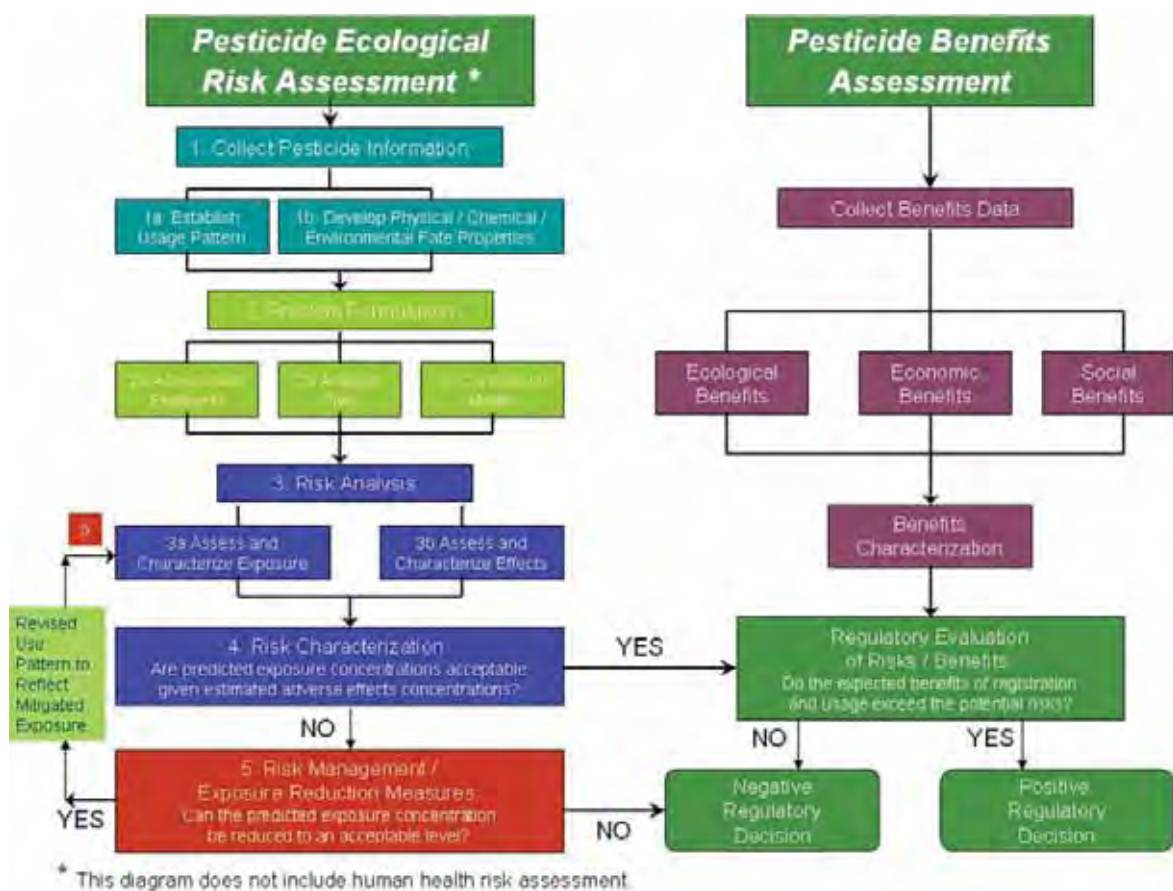 Pesticide Ecological
Risk Assessment *
1. Collect Pesticide Information
1a. Establish
Usage Pattern
1b. Develop Physical / Chemical /
Environmental Fate Properties
2. Problem Formulation
3. Risk Analysis
5
3a Assess and
Characterize Exposure
3b Assess and
Characterize Effects
Revised
Use
Pattern to
Reflect
Mitigated
Exposure
4. Risk Characterization
Are predicted exposure concentrations acceptable
given estimated adverse effects concentrations?
YES
NO
5. Risk Management /
Exposure Reduction Measures
Can the predicted exposure concentration
be reduced to an acceptable level?
YES
NO
Pesticide Benefits
Assessment
Collect Benefits Data
Ecological
Benefits
Economic
Benefits
Social
Benefits
Benefits
Characterization
Regulatory Evaluation
of Risks / Benefits
Do the expected benefits of registration
and usage exceed the potential risks?
NO
YES
Negative
Regulatory
Decision
Positive
Regulatory
Decision
* This diagram does not include human health risk assessment.